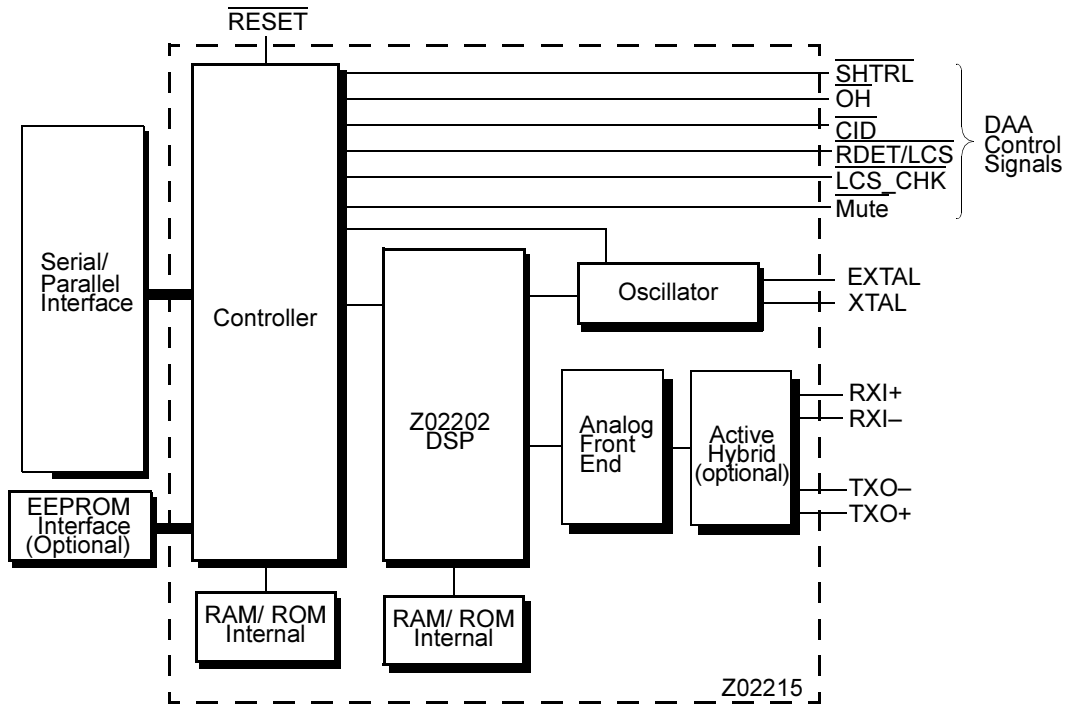 RESET
SHTRL
OH
CID
RDET/LCS
LCS_CHK
Mute
DAA
Control
Signals
Serial/
Parallel
Interface
Controller
Oscillator
EXTAL
XTAL
Z02202
DSP
Analog
Front
End
Active
Hybrid
(optional)
RXI+
RXI–
TXO–
TXO+
EEPROM
Interface
(Optional)
RAM/ ROM
Internal
RAM/ ROM
Internal
Z02215